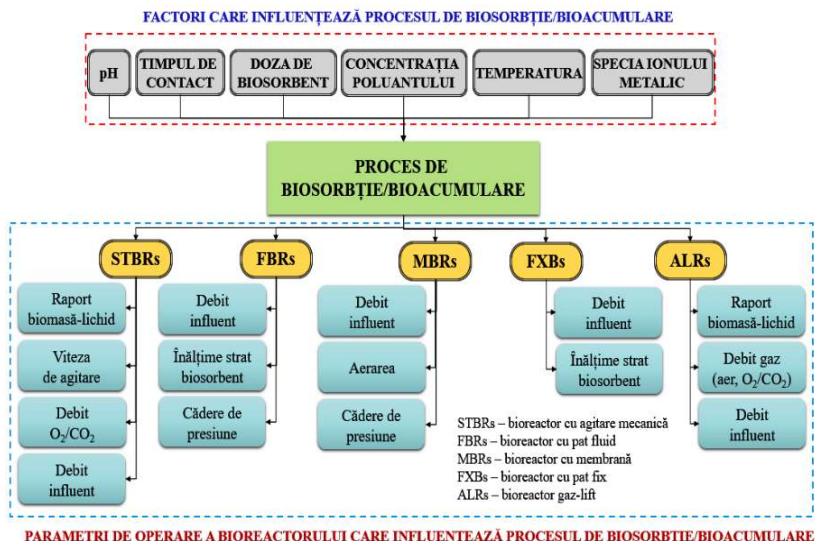 FACTORI CARE INFLUENȚEAZĂ PROCESUL DE BIOSORBȚIE/BIOACUMULARE
pH
TIMPUL DE
CONTACT
DOZA DE
BIOSORBENT
CONCENTRAȚIA
POLUANTULUI
TEMPERATURA
SPECIA IONULUI
METALIC
PROCES DE
BIOSORBȚIE/BIOACUMULARE
STBRs
Raport
biomasă-lichid
Viteza
de agitare
Debit
O₂/CO₂
Debit
influent
FBRs
Debit
influent
Înălțime strat
biosorbent
Cădere de
presiune
MBRs
Debit
influent
Aerarea
Cădere de
presiune
FXBs
Debit
influent
Înălțime strat
biosorbent
ALRs
Raport
biomasă-lichid
Debit gaz
(aer, O₂/CO₂)
Debit
influent
STBRs – bioreactor cu agitare mecanică
FBRs – bioreactor cu pat fluid
MBRs – bioreactor cu membrană
FXBs – bioreactor cu pat fix
ALRs – bioreactor gaz-lift
PARAMETRI DE OPERARE A BIOREACTORULUI CARE INFLUENȚEAZĂ PROCESUL DE BIOSORBȚIE/BIOACUMULARE